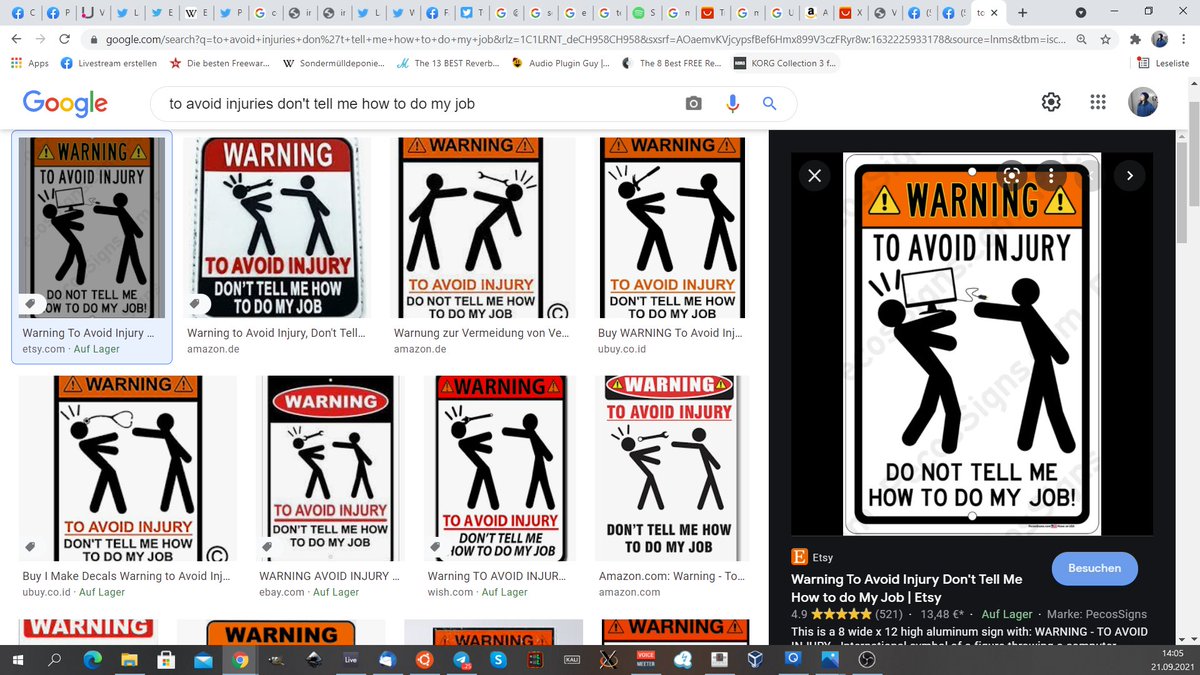 google.com/search?q=to+avoid+injuries+don%27t+tell+me+how+to+do+my+job&rlz=1C1LRNT_deCH958CH958&sxsrf=AOaemvKVjcypsfBef6Hmx899V3czFRyr8w:1632225933178&source=lnms&tbm=isc...
Apps
Livestream erstellen
Die besten Freewar...
Sondermülldeponie...
The 13 BEST Reverb...
Audio Plugin Guy |...
The 8 Best FREE Re...
KORG Collection 3 f...
Leseliste
Google
to avoid injuries don't tell me how to do my job
WARNING
TO AVOID INJURY
DO NOT TELL ME
HOW TO DO MY JOB!
Warning To Avoid Injury ...
etsy.com · Auf Lager
WARNING
TO AVOID INJURY
DON'T TELL ME HOW
TO DO MY JOB
Warning to Avoid Injury, Don't Tell...
amazon.de
WARNING
TO AVOID INJURY
DO NOT TELL ME HOW
TO DO MY JOB
Warnung zur Vermeidung von Ve...
amazon.de
WARNING
TO AVOID INJURY
DON'T TELL ME HOW
TO DO MY JOB
Buy WARNING To Avoid Inj...
ubuy.co.id
WARNING
TO AVOID INJURY
DON'T TELL ME HOW
TO DO MY JOB
Buy I Make Decals Warning to Avoid Inj...
ubuy.co.id · Auf Lager
WARNING
TO AVOID INJURY
DON'T TELL ME HOW
TO DO MY JOB
WARNING AVOID INJURY ...
ebay.com · Auf Lager
WARNING
TO AVOID INJURY
DON'T TELL ME
HOW TO DO MY JOB
Warning TO AVOID INJUR...
wish.com · Auf Lager
WARNING
TO AVOID INJURY
DON'T TELL ME HOW
TO DO MY JOB
Amazon.com: Warning - To...
amazon.com
WARNING
WARNING
WARNING
WARNING
WARNING
TO AVOID INJURY
DO NOT TELL ME
HOW TO DO MY JOB!
Etsy
Besuchen
Warning To Avoid Injury Don't Tell Me
How to do My Job | Etsy
4.9 ★★★★★ (521) · 13,48 €* · Auf Lager · Marke: PecosSigns
This is a 8 wide x 12 high aluminum sign with: WARNING - TO AVOID
Live
KALI
VOICE
MEETER
14:05
21.09.2021